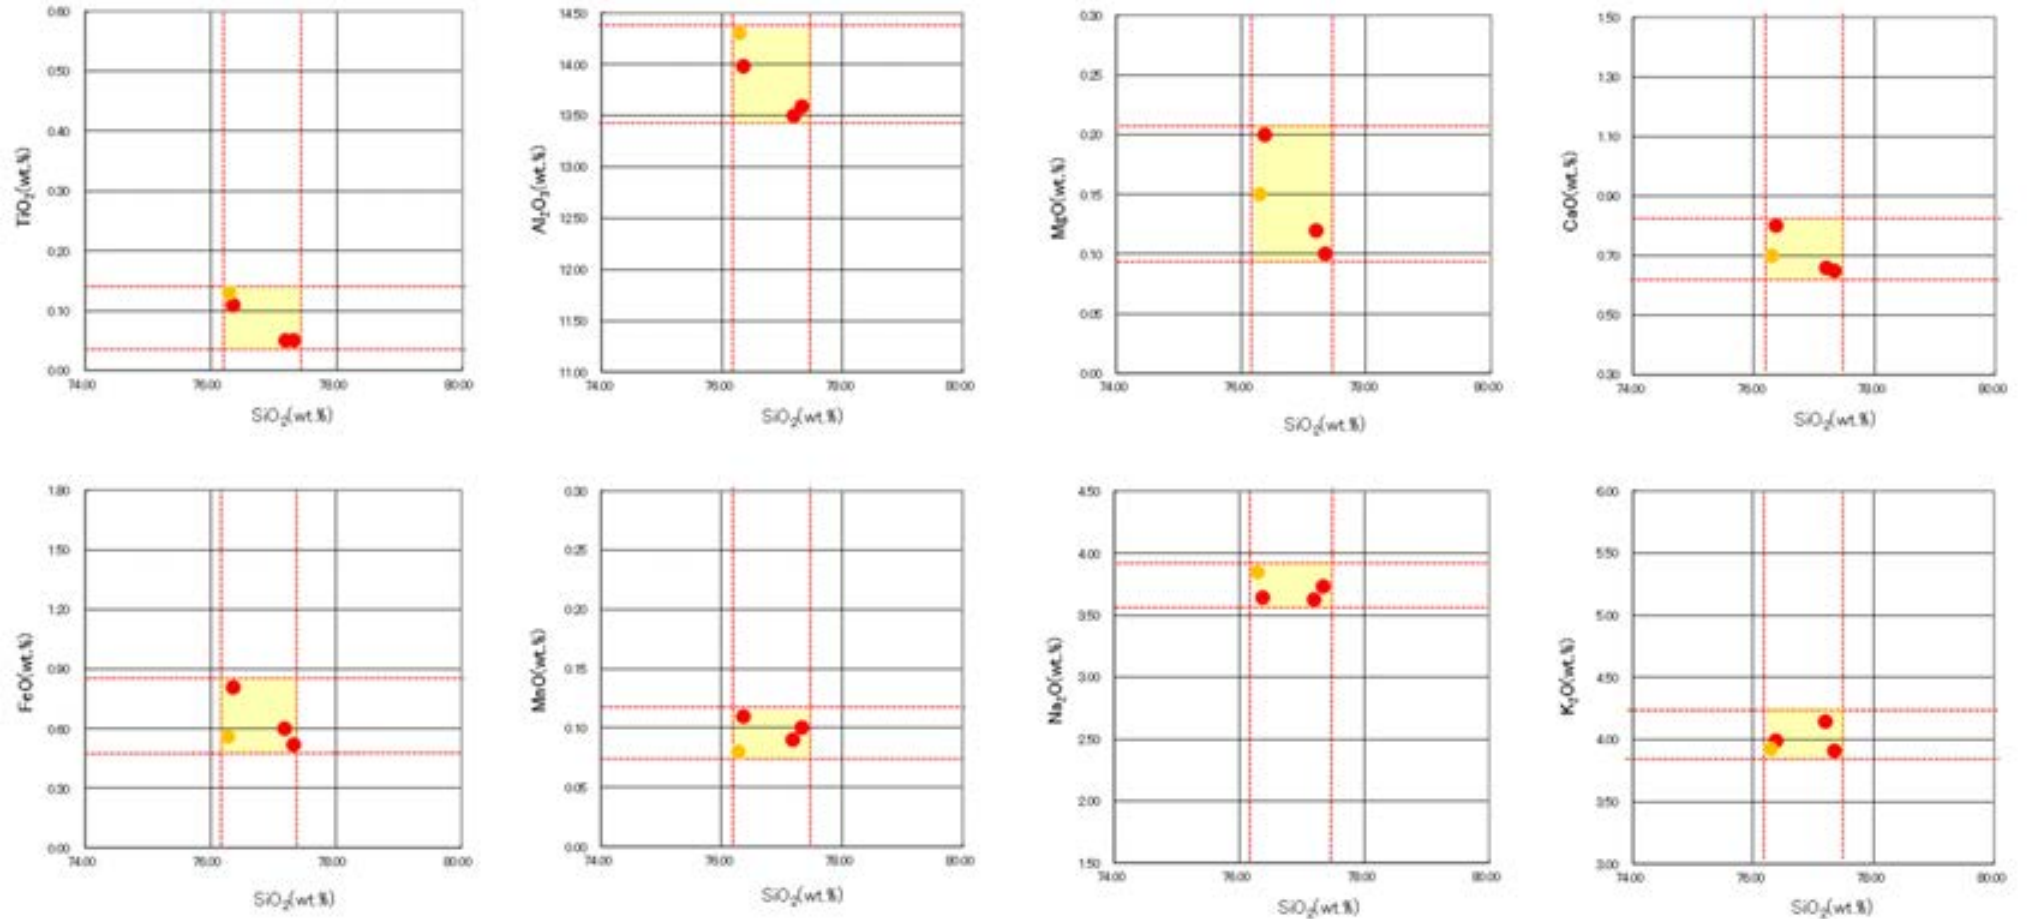 0.60
0.50
0.40
0.30
0.20
0.10
0.00
TiO2(wt.%)
74.00 76.00 78.00 80.00
SiO2(wt.%)
14.50
14.00
13.50
13.00
12.50
12.00
11.50
11.00
Al2O3(wt.%)
74.00 76.00 78.00 80.00
SiO2(wt.%)
0.30
0.25
0.20
0.15
0.10
0.05
0.00
MgO(wt.%)
74.00 76.00 78.00 80.00
SiO2(wt.%)
1.50
1.30
1.10
0.90
0.70
0.50
0.30
CaO(wt.%)
74.00 76.00 78.00 80.00
SiO2(wt.%)
1.80
1.50
1.20
0.90
0.60
0.30
0.00
FeO(wt.%)
74.00 76.00 78.00 80.00
SiO2(wt.%)
0.30
0.25
0.20
0.15
0.10
0.05
0.00
MnO(wt.%)
74.00 76.00 78.00 80.00
SiO2(wt.%)
4.50
4.00
3.50
3.00
2.50
2.00
1.50
Na2O(wt.%)
74.00 76.00 78.00 80.00
SiO2(wt.%)
6.00
5.50
5.00
4.50
4.00
3.50
3.00
K2O(wt.%)
74.00 76.00 78.00 80.00
SiO2(wt.%)